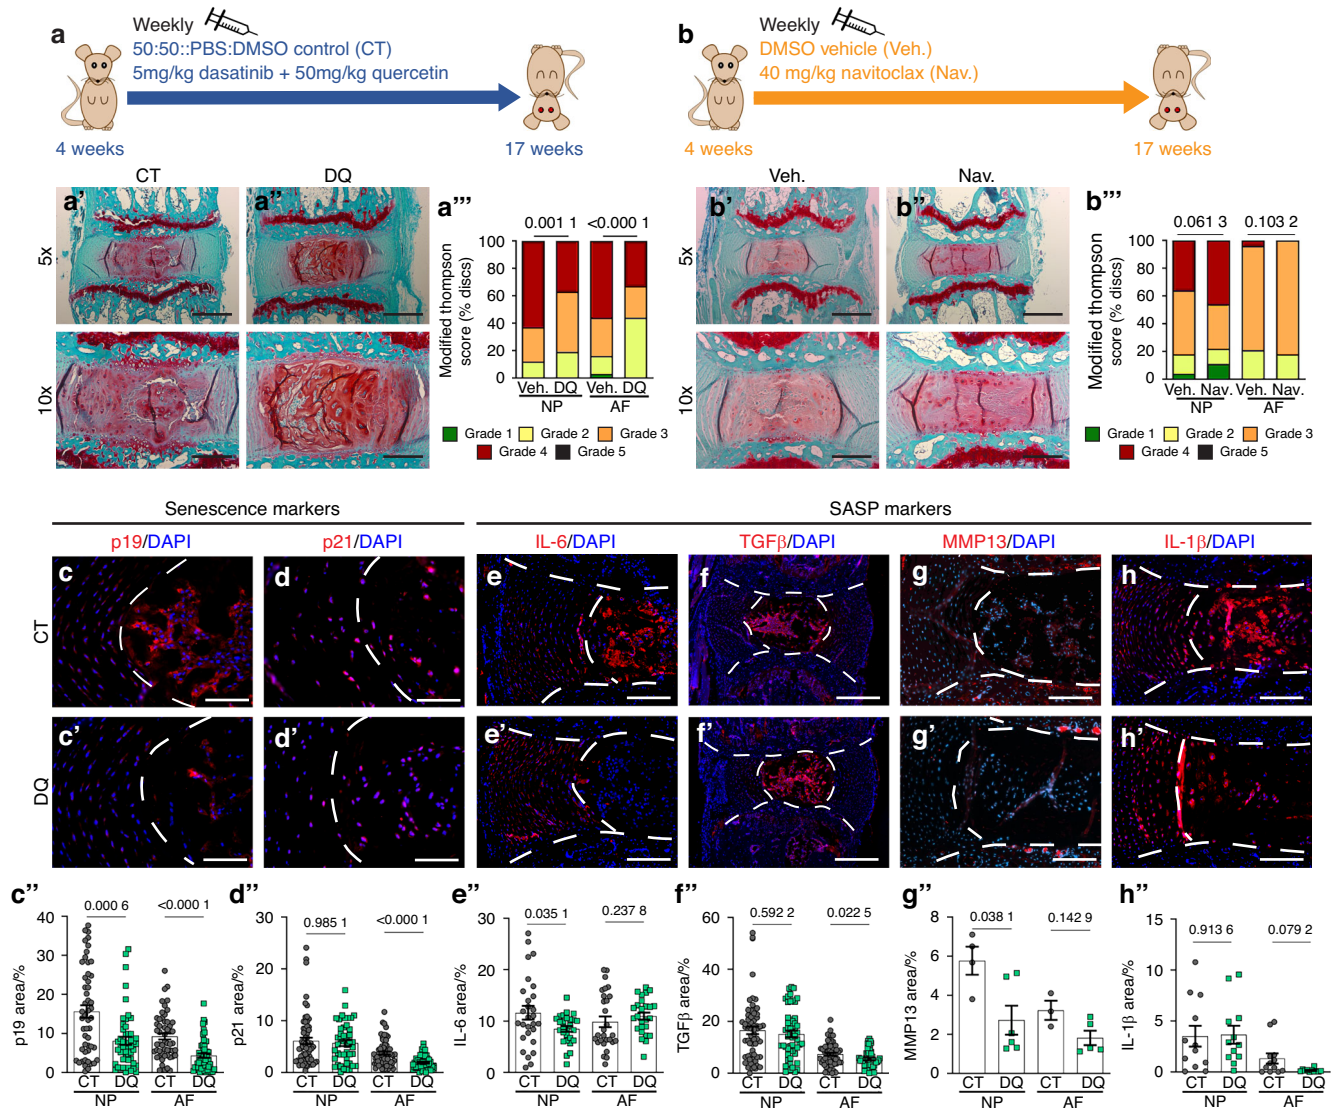 a
Weekly
50:50::PBS:DMSO control (CT)
5mg/kg dasatinib + 50mg/kg quercetin
4 weeks
17 weeks
b
Weekly
DMSO vehicle (Veh.)
40 mg/kg navitoclax (Nav.)
4 weeks
17 weeks
CT
DQ
a'
a''
5x
10x
a'''
0.001 1
<0.000 1
Modified thompson
score (% discs)
100
80
60
40
20
0
Veh. DQ
Veh. DQ
NP
AF
Grade 1
Grade 2
Grade 3
Grade 4
Grade 5
Veh.
Nav.
b'
b''
5x
10x
b'''
0.061 3
0.103 2
Modified thompson
score (% discs)
100
80
60
40
20
0
Veh. Nav.
Veh. Nav.
NP
AF
Grade 1
Grade 2
Grade 3
Grade 4
Grade 5
Senescence markers
SASP markers
p19/DAPI
p21/DAPI
IL-6/DAPI
TGFβ/DAPI
MMP13/DAPI
IL-1β/DAPI
CT
c
d
e
f
g
h
DQ
c'
d'
e'
f'
g'
h'
c''
0.000 6
<0.000 1
p19 area/%
40
30
20
10
0
CT DQ
CT DQ
NP
AF
d''
0.985 1
<0.000 1
p21 area/%
30
20
10
0
CT DQ
CT DQ
NP
AF
e''
0.035 1
0.237 8
IL-6 area/%
30
20
10
0
CT DQ
CT DQ
NP
AF
f''
0.592 2
0.022 5
TGFβ area/%
60
40
20
0
CT DQ
CT DQ
NP
AF
g''
0.038 1
0.142 9
MMP13 area/%
8
6
4
2
0
CT DQ
CT DQ
NP
AF
h''
0.913 6
0.079 2
IL-1β area/%
15
10
5
0
CT DQ
CT DQ
NP
AF